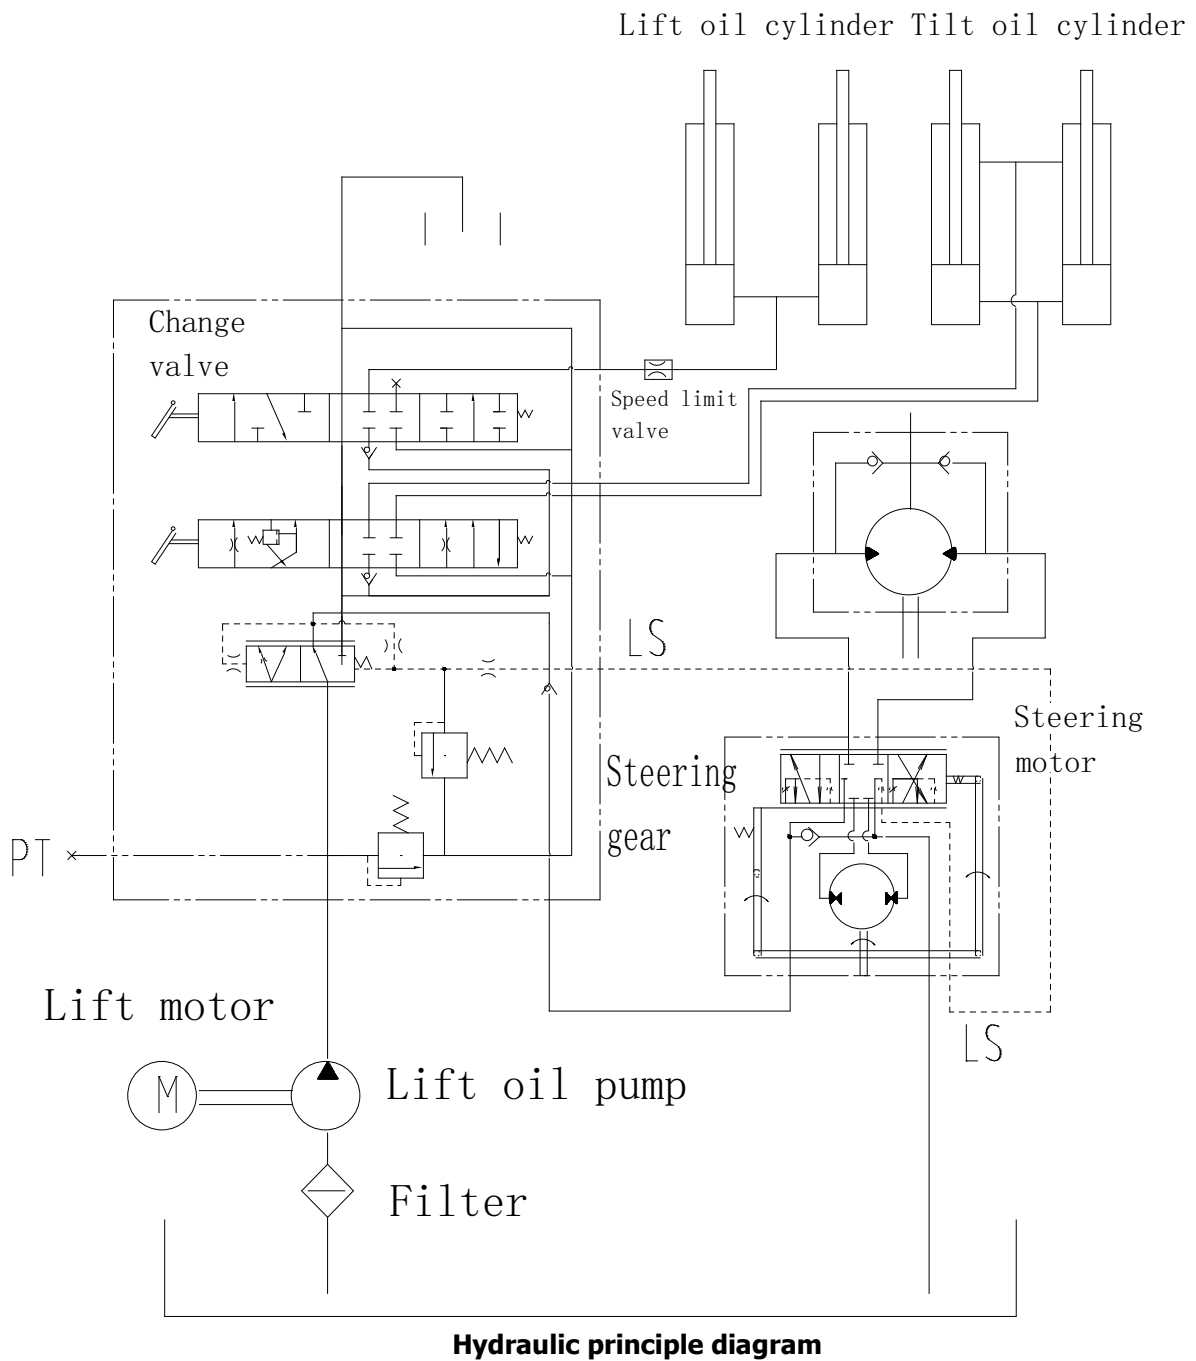 Lift oil cylinder Tilt oil cylinder
Change
valve
Speed limit
valve
LS
Steering
motor
Steering
gear
PT
LS
Lift motor
M
Lift oil pump
Filter
Hydraulic principle diagram